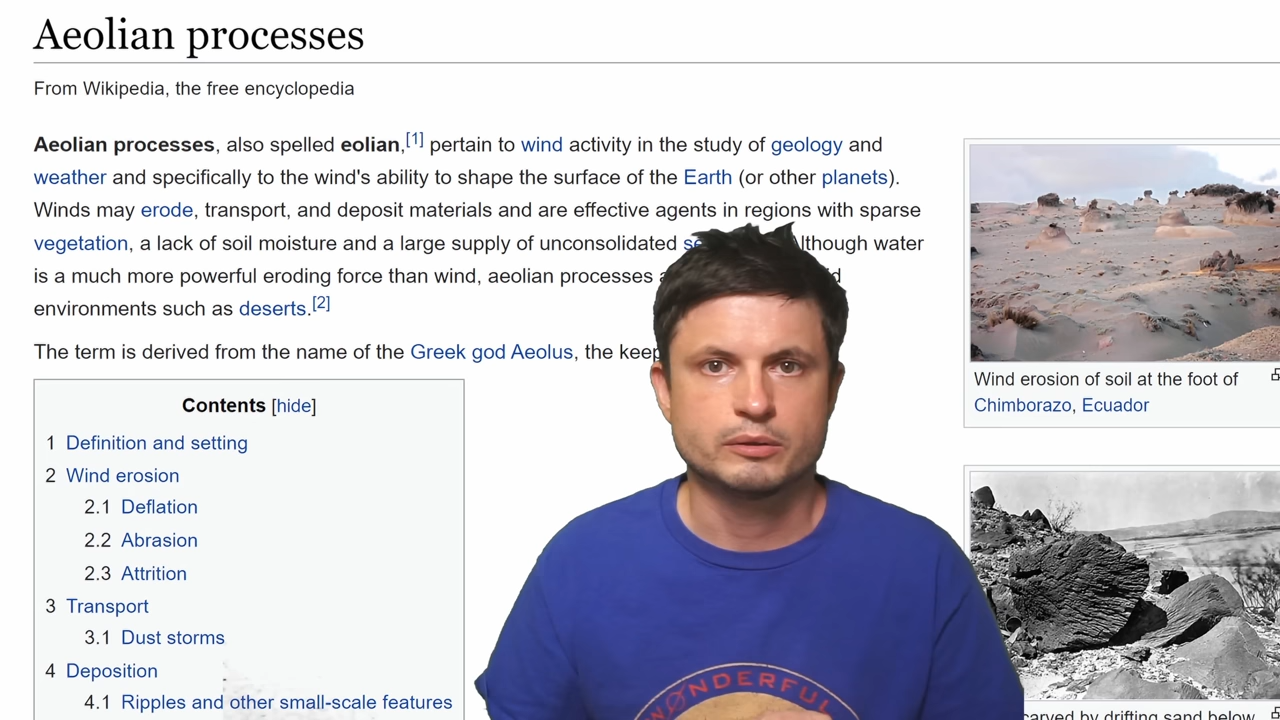 Aeolian processes
From Wikipedia, the free encyclopedia
Aeolian processes, also spelled eolian,[1] pertain to wind activity in the study of geology and
weather and specifically to the wind's ability to shape the surface of the Earth (or other planets).
Winds may erode, transport, and deposit materials and are effective agents in regions with sparse
vegetation, a lack of soil moisture and a large supply of unconsolidated although water
is a much more powerful eroding force than wind, aeolian processes
environments such as deserts.[2]
The term is derived from the name of the Greek god Aeolus, the
Contents [hide]
1 Definition and setting
2 Wind erosion
2.1 Deflation
2.2 Abrasion
2.3 Attrition
3 Transport
3.1 Dust storms
4 Deposition
4.1 Ripples and other small-scale features
Wind erosion of soil at the foot of
Chimborazo, Ecuador
carved by drifting sand below
WONDERFUL